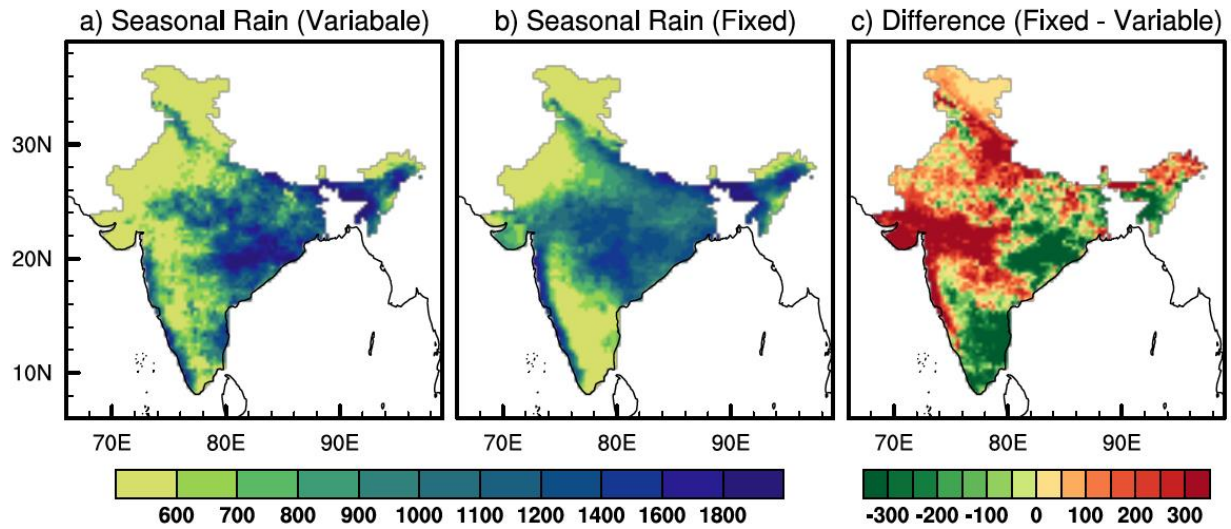 a) Seasonal Rain (Variabale)
b) Seasonal Rain (Fixed)
c) Difference (Fixed - Variable)
30N
20N
10N
70E 80E 90E
70E 80E 90E
70E 80E 90E
600 700 800 900 1000 1100 1200 1400 1600 1800
-300 -200 -100 0 100 200 300